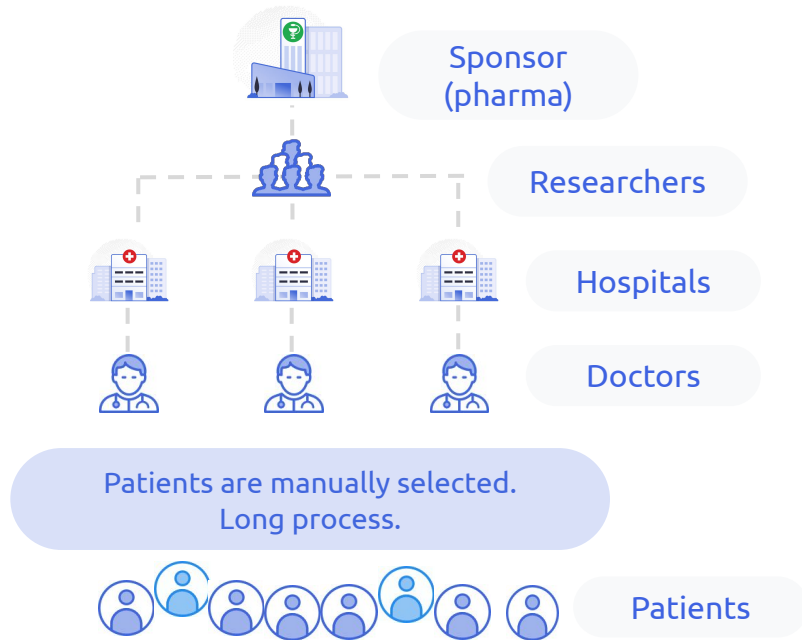 Sponsor
(pharma)
Researchers
Hospitals
Doctors
Patients are manually selected.
Long process.
Patients